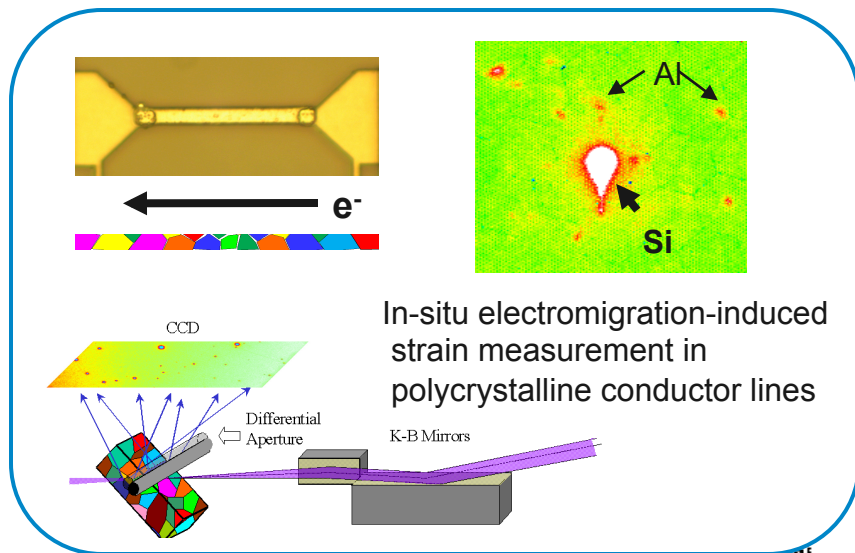 Al
e-
Si
In-situ electromigration-induced
strain measurement in
polycrystalline conductor lines
CCD
Differential
Aperture
K-B Mirrors